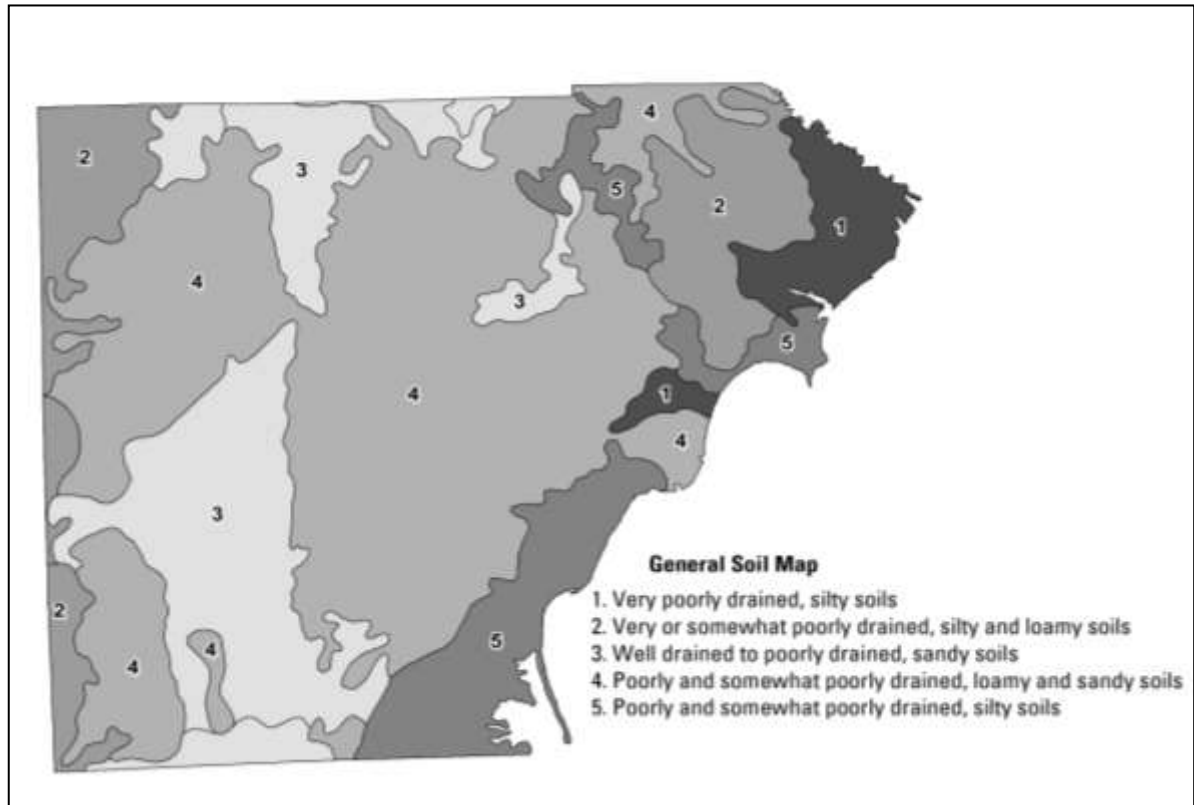 4
2
3
5
2
1
4
3
5
4
1
4
3
General Soil Map
1. Very poorly drained, silty soils
2. Very or somewhat poorly drained, silty and loamy soils
3. Well drained to poorly drained, sandy soils
4. Poorly and somewhat poorly drained, loamy and sandy soils
5. Poorly and somewhat poorly drained, silty soils
2
5
4
4